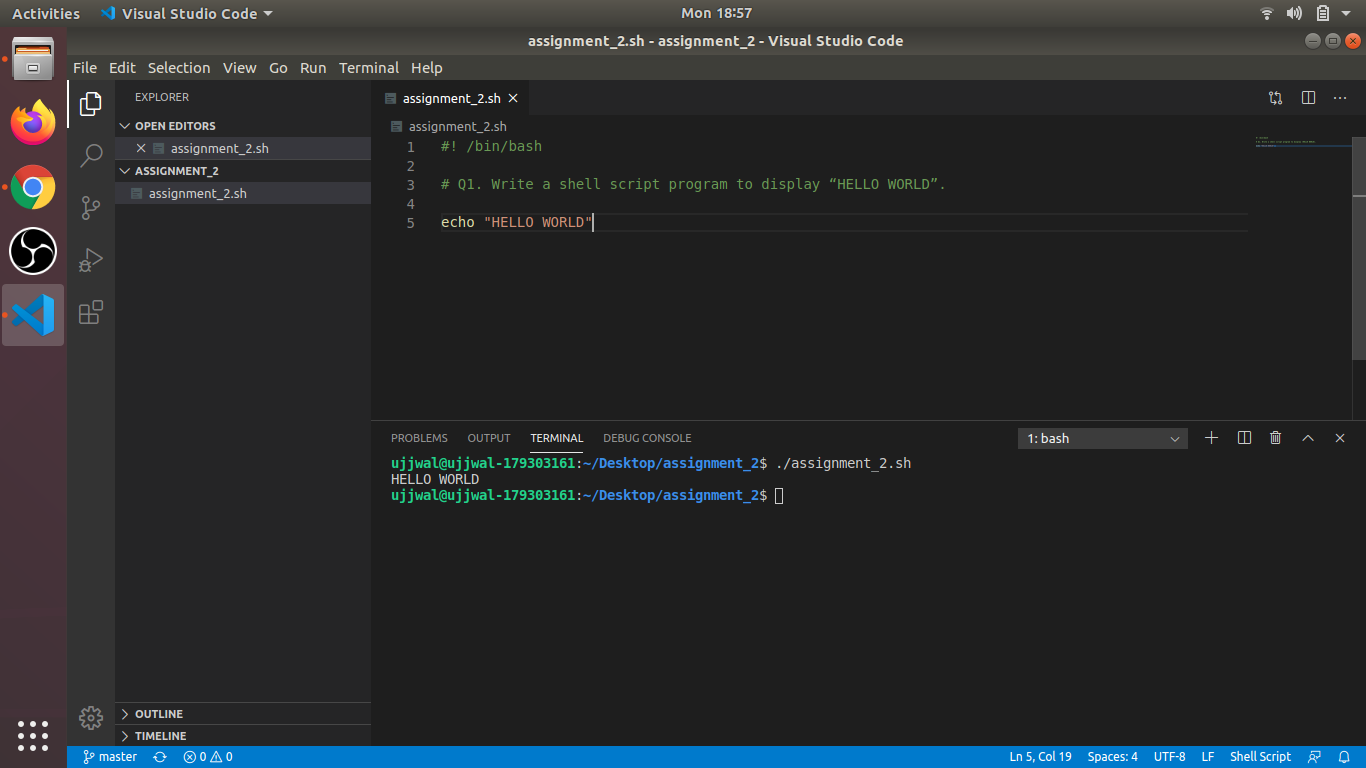 Activities Visual Studio Code Mon 18:57
assignment_2.sh - assignment_2 - Visual Studio Code
File Edit Selection View Go Run Terminal Help
EXPLORER
OPEN EDITORS
assignment_2.sh
ASSIGNMENT_2
assignment_2.sh
OUTLINE
TIMELINE
assignment_2.sh
assignment_2.sh
1 #! /bin/bash
2
3 # Q1. Write a shell script program to display “HELLO WORLD”.
4
5 echo "HELLO WORLD"
PROBLEMS OUTPUT TERMINAL DEBUG CONSOLE 1: bash
ujjwal@ujjwal-179303161:~/Desktop/assignment_2$ ./assignment_2.sh
HELLO WORLD
ujjwal@ujjwal-179303161:~/Desktop/assignment_2$
master 0 0 Ln 5, Col 19 Spaces: 4 UTF-8 LF Shell Script